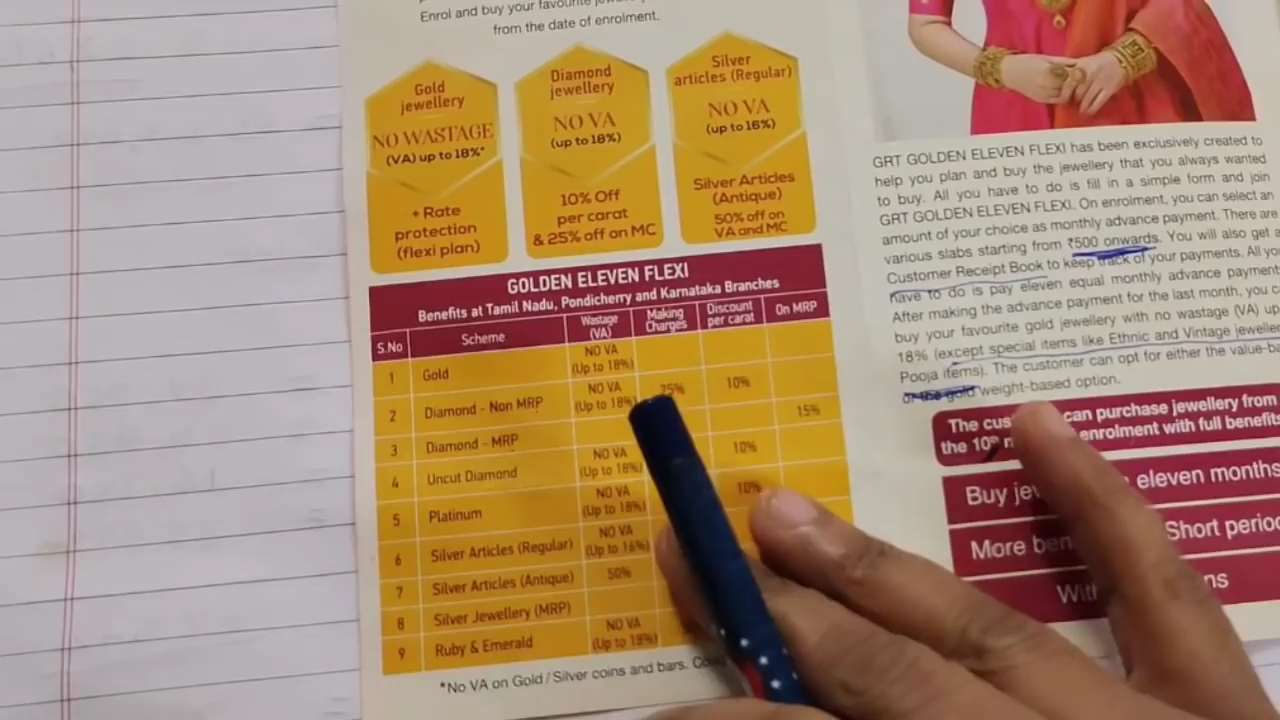 Enrol and buy your favourite
from the date of enrolment.
Gold
jewellery
NO WASTAGE
(VA) up to 18%*
+ Rate
protection
(flexi plan)
Diamond
jewellery
NO VA
(up to 18%)
10% Off
per carat
& 25% off on MC
Silver
articles (Regular)
NO VA
(up to 16%)
Silver Articles
(Antique)
50% off on
VA and MC
GOLDEN ELEVEN FLEXI
Benefits at Tamil Nadu, Pondicherry and Karnataka Branches
S.No Scheme Wastage (VA) Making Charges Discount per carat On MRP
1 Gold NO VA (Up to 18%)
2 Diamond - Non MRP NO VA (Up to 18%) 25% 10%
3 Diamond - MRP 15%
4 Uncut Diamond NO VA (Up to 18%) 10%
5 Platinum NO VA (Up to 18%) 10%
6 Silver Articles (Regular) NO VA (Up to 16%)
7 Silver Articles (Antique) 50%
8 Silver Jewellery (MRP)
9 Ruby & Emerald NO VA (Up to 18%)
*No VA on Gold / Silver coins and bars.
GRT GOLDEN ELEVEN FLEXI has been exclusively created to
help you plan and buy the jewellery that you always wanted
to buy. All you have to do is fill in a simple form and join
GRT GOLDEN ELEVEN FLEXI. On enrolment, you can select an
amount of your choice as monthly advance payment. There are
various slabs starting from ₹500 onwards. You will also get a
Customer Receipt Book to keep track of your payments. All you
have to do is pay eleven equal monthly advance payment
After making the advance payment for the last month, you c
buy your favourite gold jewellery with no wastage (VA) up
18% (except special items like Ethnic and Vintage jeweller
Pooja items). The customer can opt for either the value-ba
or the gold weight-based option.
The cus can purchase jewellery from
the 10th enrolment with full benefits
Buy eleven months
More Short